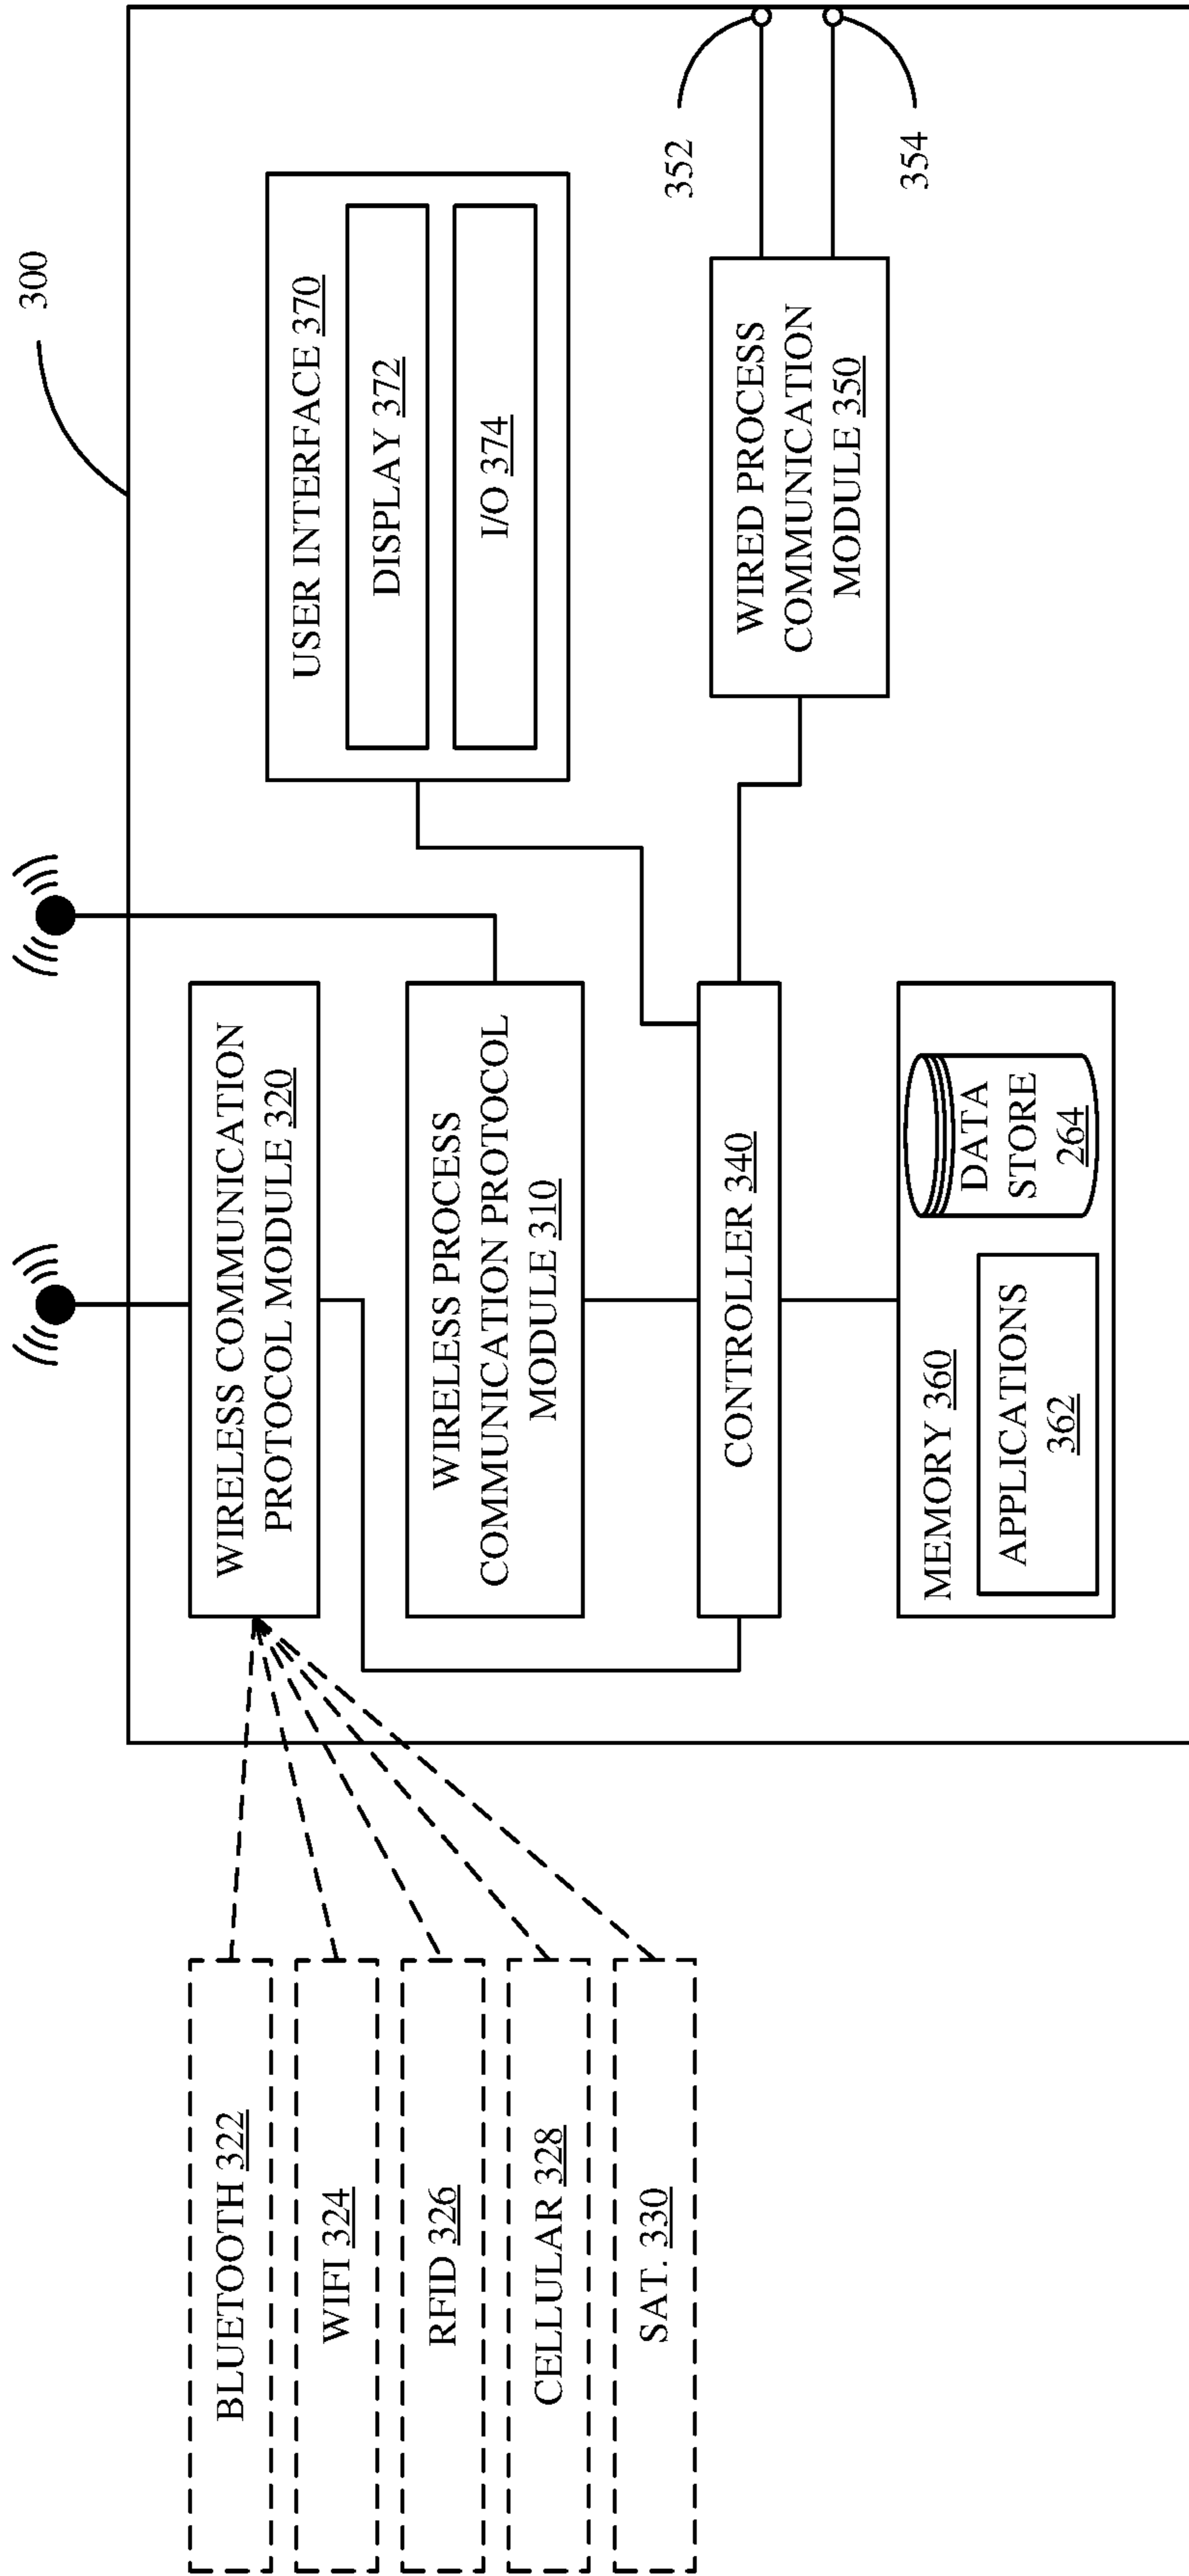 300
BLUETOOTH 322
WIFI 324
RFID 326
CELLULAR 328
SAT. 330
WIRELESS COMMUNICATION
PROTOCOL MODULE 320
WIRELESS PROCESS
COMMUNICATION PROTOCOL
MODULE 310
CONTROLLER 340
MEMORY 360
APPLICATIONS
362
DATA
STORE
264
USER INTERFACE 370
DISPLAY 372
I/O 374
WIRED PROCESS
COMMUNICATION
MODULE 350
352
354